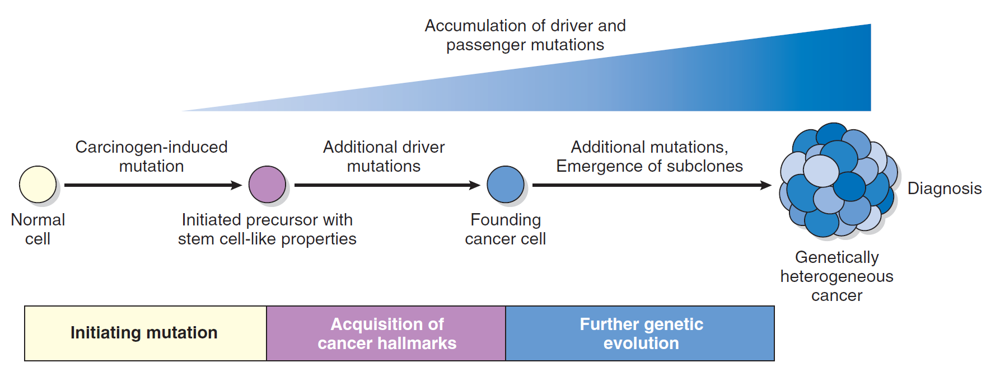 Accumulation of driver and
passenger mutations
Carcinogen-induced
mutation
Additional driver
mutations
Additional mutations,
Emergence of subclones
Diagnosis
Normal
cell
Initiated precursor with
stem cell-like properties
Founding
cancer cell
Genetically
heterogeneous
cancer
Initiating mutation
Acquisition of
cancer hallmarks
Further genetic
evolution